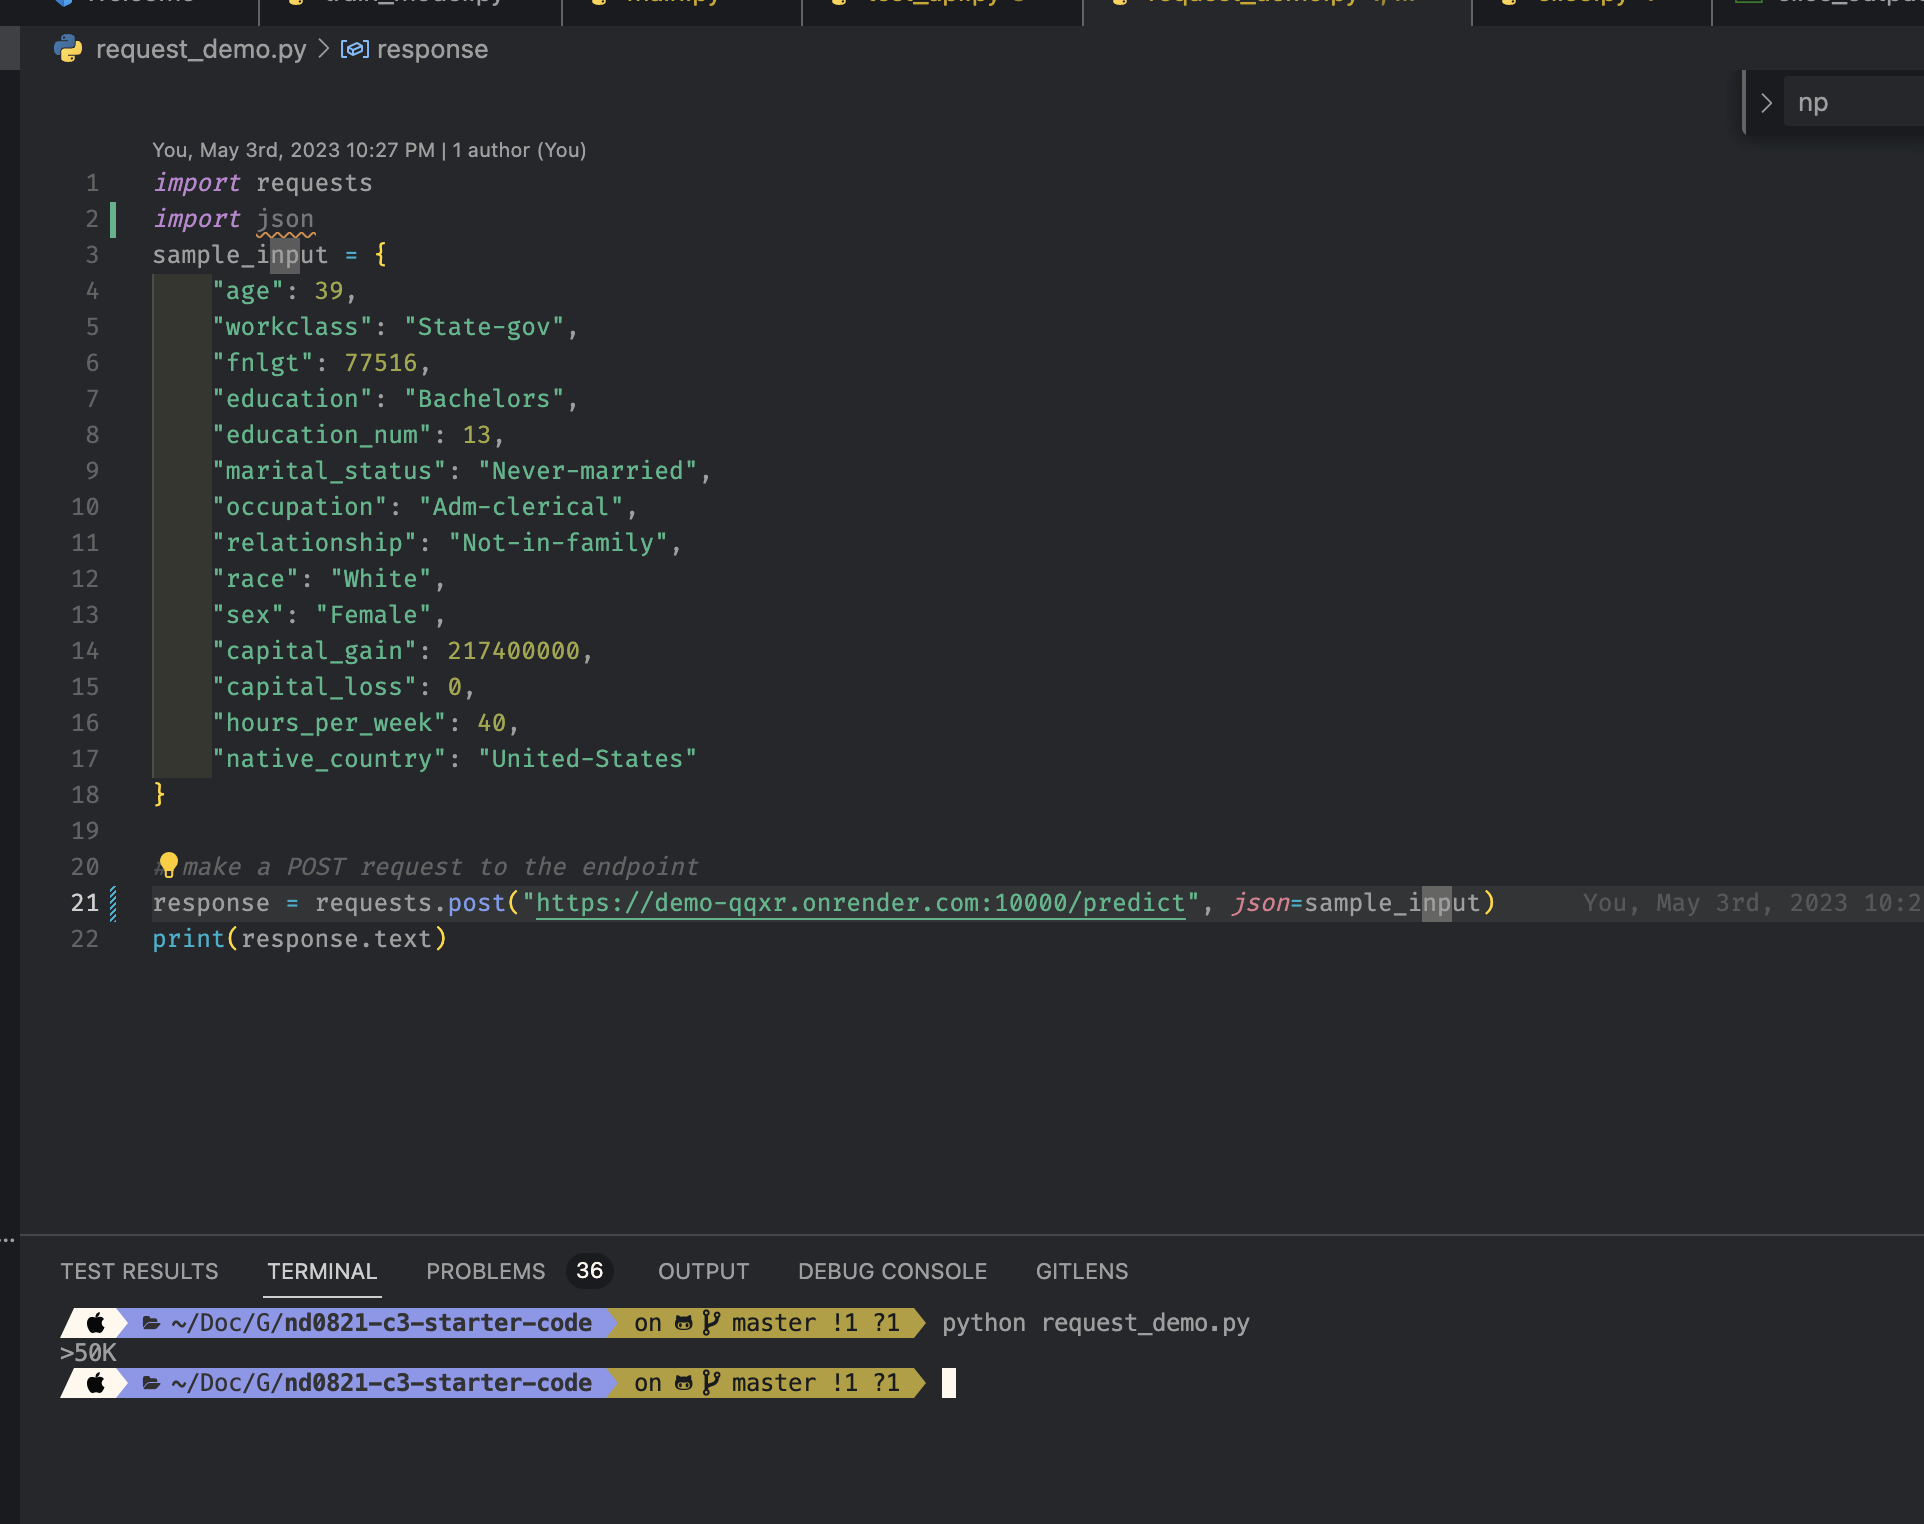 request_demo.py > response
np
You, May 3rd, 2023 10:27 PM | 1 author (You)
1 import requests
2 import json
3 sample_input = {
4 "age": 39,
5 "workclass": "State-gov",
6 "fnlgt": 77516,
7 "education": "Bachelors",
8 "education_num": 13,
9 "marital_status": "Never-married",
10 "occupation": "Adm-clerical",
11 "relationship": "Not-in-family",
12 "race": "White",
13 "sex": "Female",
14 "capital_gain": 217400000,
15 "capital_loss": 0,
16 "hours_per_week": 40,
17 "native_country": "United-States"
18 }
19
20 # make a POST request to the endpoint
21 response = requests.post("https://demo-qqxr.onrender.com:10000/predict", json=sample_input) You, May 3rd, 2023 10:2
22 print(response.text)
TEST RESULTS TERMINAL PROBLEMS 36 OUTPUT DEBUG CONSOLE GITLENS
~/Doc/G/nd0821-c3-starter-code on master !1 ?1 python request_demo.py
>50K
~/Doc/G/nd0821-c3-starter-code on master !1 ?1